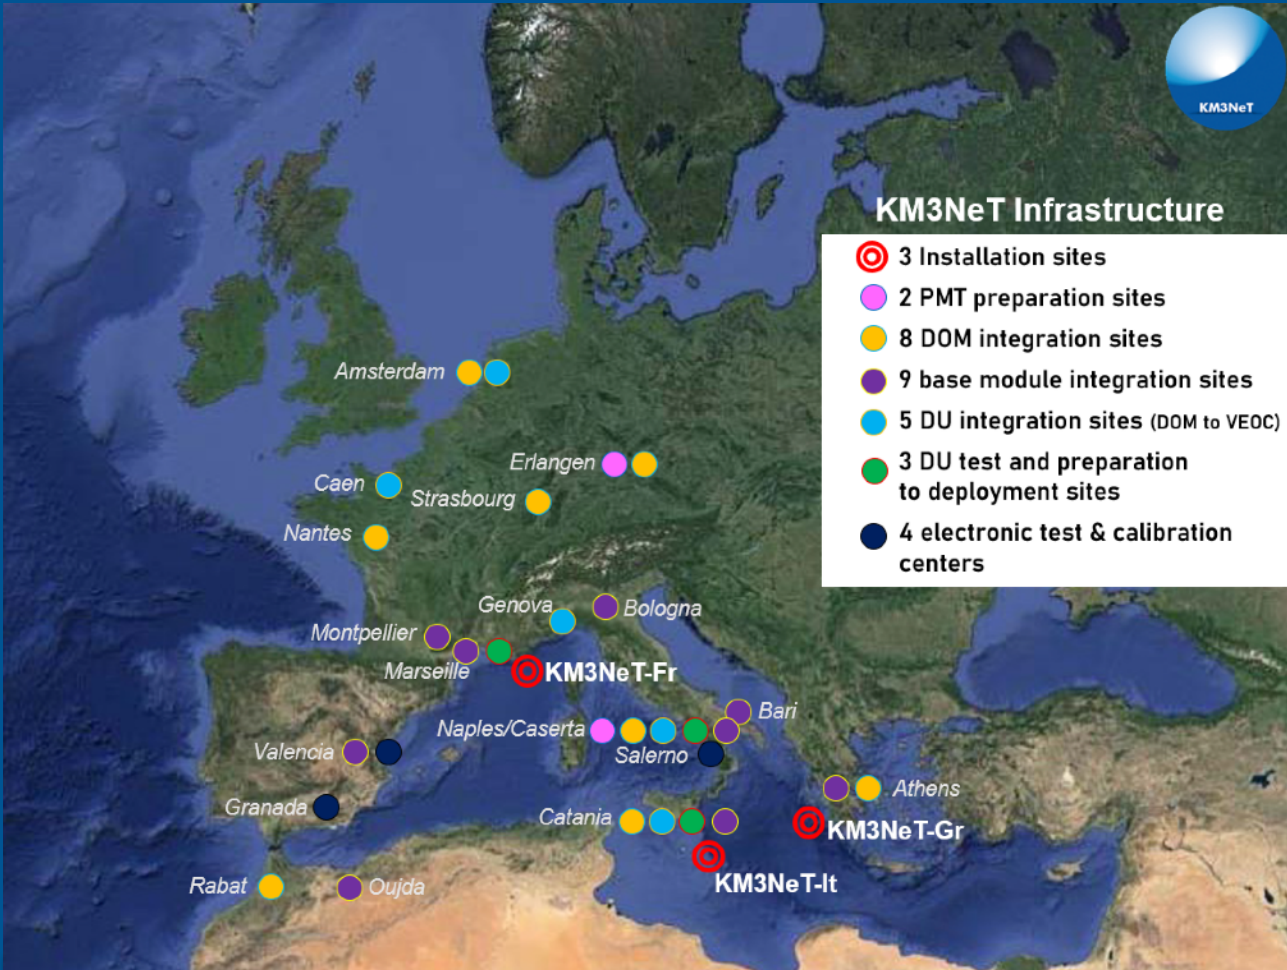 KM3NeT
KM3NeT Infrastructure
3 Installation sites
2 PMT preparation sites
8 DOM integration sites
9 base module integration sites
5 DU integration sites (DOM to VEOC)
3 DU test and preparation
to deployment sites
4 electronic test & calibration
centers
Amsterdam
Erlangen
Caen
Strasbourg
Nantes
Genova
Bologna
Montpellier
Marseille
KM3NeT-Fr
Bari
Naples/Caserta
Salerno
Valencia
Athens
Granada
Catania
KM3NeT-Gr
KM3NeT-It
Rabat
Oujda